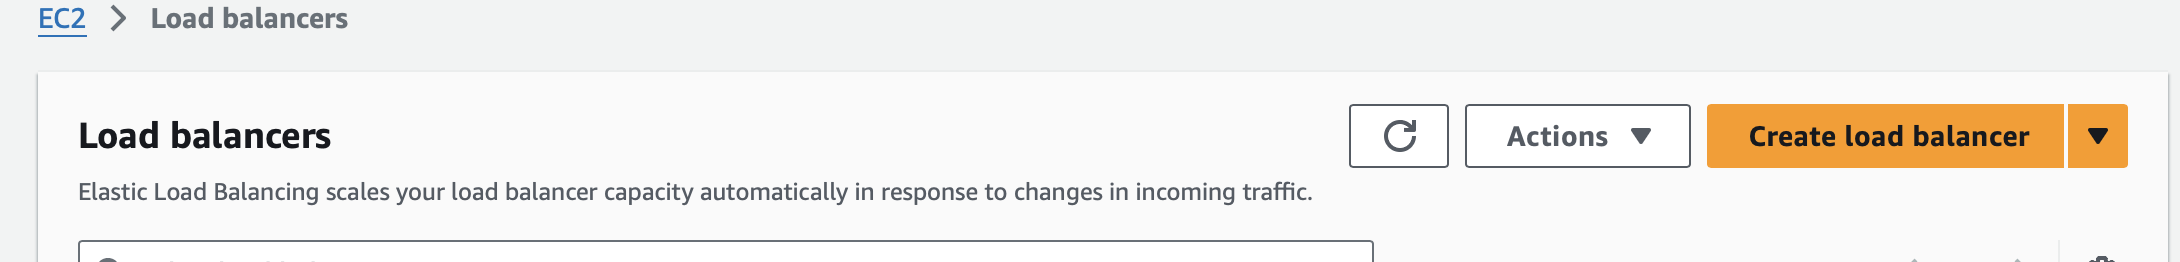 EC2 > Load balancers
Load balancers
Actions
Create load balancer
Elastic Load Balancing scales your load balancer capacity automatically in response to changes in incoming traffic.